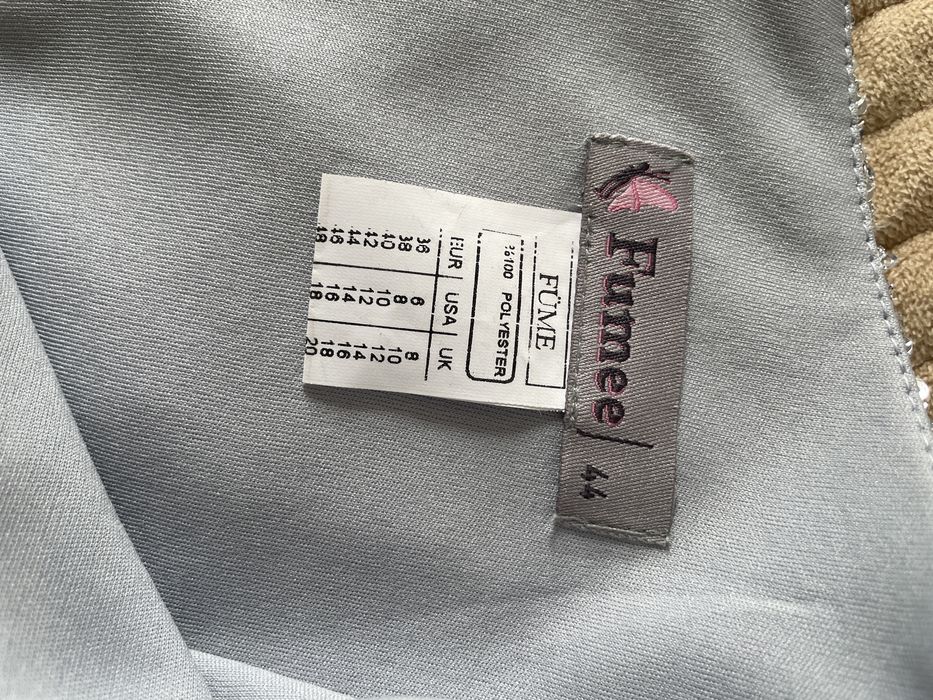 Fumee | 44
FÜME
%100 POLYESTER
EUR | USA | UK
36 6 8
38 8 10
40 10 12
42 12 14
44 14 16
46 16 18
48 18 20